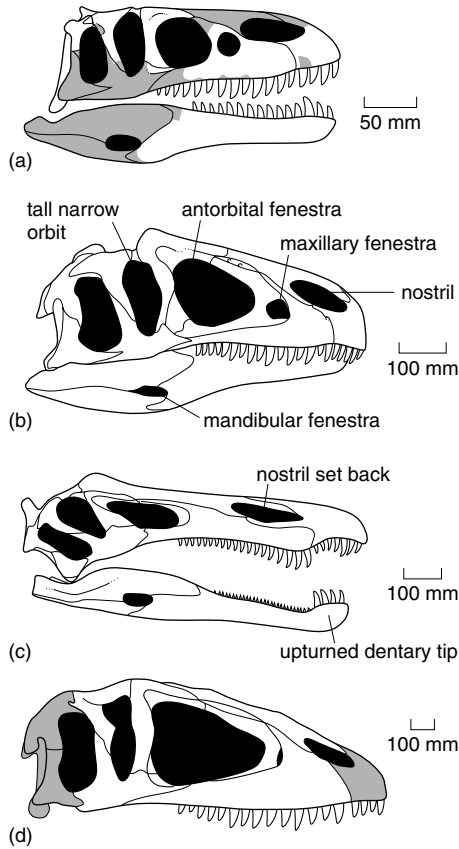 50 mm
(a)
tall narrow
orbit
antorbital fenestra
maxillary fenestra
nostril
100 mm
(b)
mandibular fenestra
nostril set back
100 mm
(c)
upturned dentary tip
100 mm
(d)